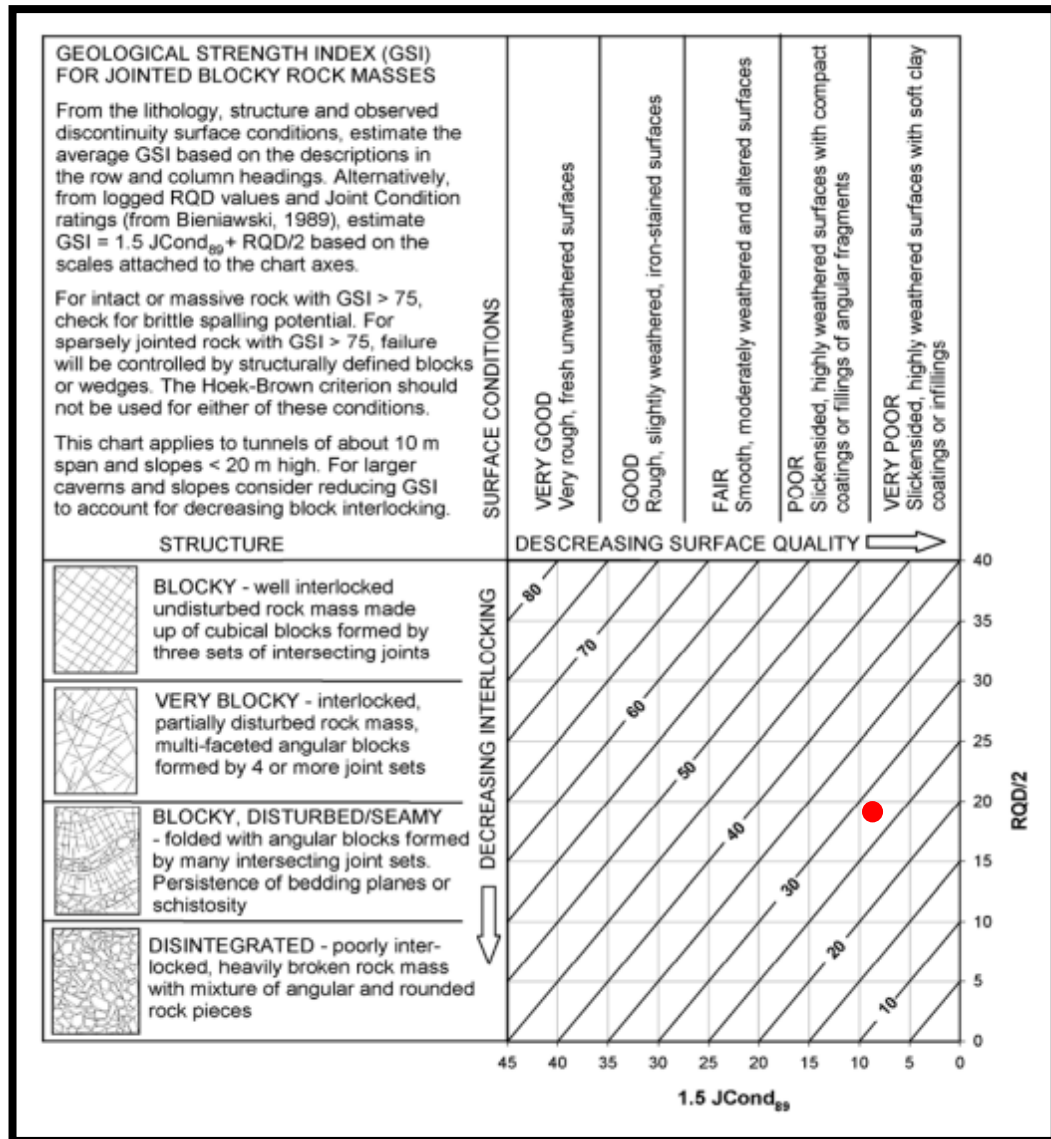 GEOLOGICAL STRENGTH INDEX (GSI)
FOR JOINTED BLOCKY ROCK MASSES
From the lithology, structure and observed
discontinuity surface conditions, estimate the
average GSI based on the descriptions in
the row and column headings. Alternatively,
from logged RQD values and Joint Condition
ratings (from Bieniawski, 1989), estimate
GSI = 1.5 JCond89 + RQD/2 based on the
scales attached to the chart axes.
For intact or massive rock with GSI > 75,
check for brittle spalling potential. For
sparsely jointed rock with GSI > 75, failure
will be controlled by structurally defined blocks
or wedges. The Hoek-Brown criterion should
not be used for either of these conditions.
This chart applies to tunnels of about 10 m
span and slopes < 20 m high. For larger
caverns and slopes consider reducing GSI
to account for decreasing block interlocking.
SURFACE CONDITIONS
VERY GOOD
Very rough, fresh unweathered surfaces
GOOD
Rough, slightly weathered, iron-stained surfaces
FAIR
Smooth, moderately weathered and altered surfaces
POOR
Slickensided, highly weathered surfaces with compact
coatings or fillings of angular fragments
VERY POOR
Slickensided, highly weathered surfaces with soft clay
coatings or infillings
STRUCTURE
DESCREASING SURFACE QUALITY
BLOCKY - well interlocked
undisturbed rock mass made
up of cubical blocks formed by
three sets of intersecting joints
VERY BLOCKY - interlocked,
partially disturbed rock mass,
multi-faceted angular blocks
formed by 4 or more joint sets
BLOCKY, DISTURBED/SEAMY
- folded with angular blocks formed
by many intersecting joint sets.
Persistence of bedding planes or
schistosity
DISINTEGRATED - poorly inter-
locked, heavily broken rock mass
with mixture of angular and rounded
rock pieces
DECREASING INTERLOCKING
80
70
60
50
40
30
20
10
40
35
30
25
20
15
10
5
0
RQD/2
45 40 35 30 25 20 15 10 5 0
1.5 JCond89